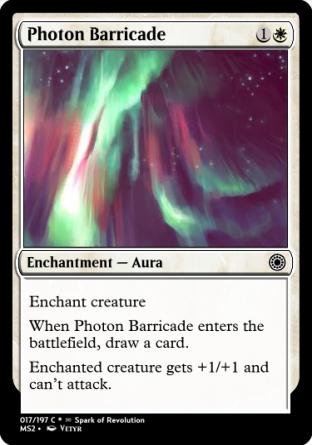 Photon Barricade 1
Enchantment — Aura
Enchant creature
When Photon Barricade enters the
battlefield, draw a card.
Enchanted creature gets +1/+1 and
can't attack.
017/197 C * ∞ Spark of Revolution
MS2 • Vetyr